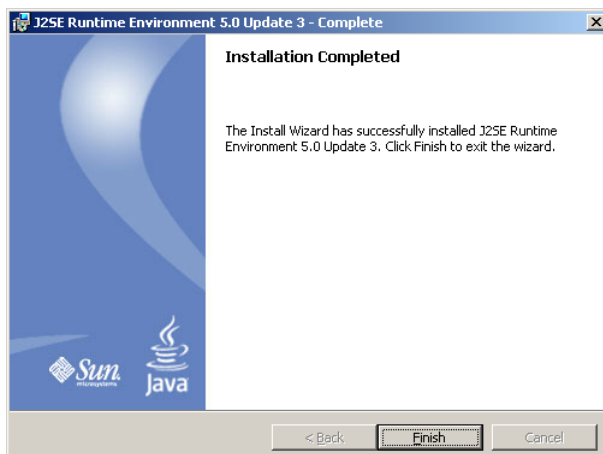 J2SE Runtime Environment 5.0 Update 3 - Complete
Installation Completed
The Install Wizard has successfully installed J2SE Runtime
Environment 5.0 Update 3. Click Finish to exit the wizard.
Sun
microsystems
Java
< Back
Finish
Cancel